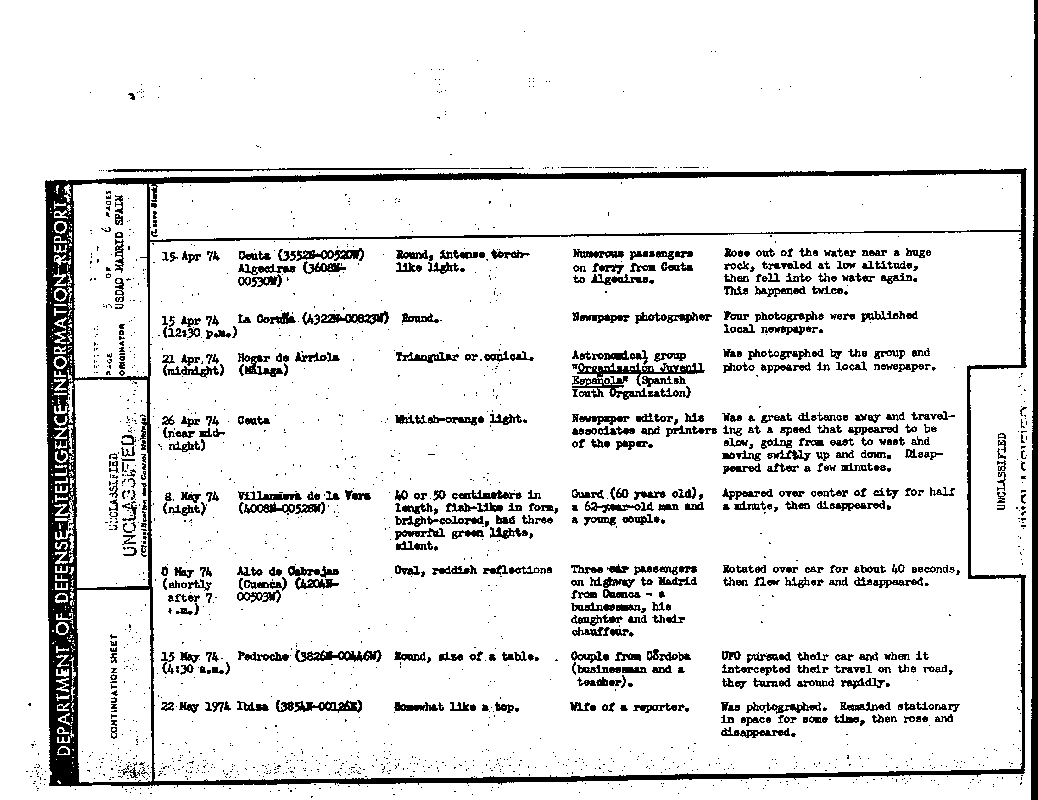 DEPARTMENT OF DEFENSE INTELLIGENCE INFORMATION REPORT
CONTINUATION SHEET
UNCLASSIFIED
UNCLASSIFIED
(Classification and Control Markings)
ORIGINATOR USDAO MADRID SPAIN
PAGE 5 OF 6 PAGES
(Leave Blank)
15 Apr 74 Ceuta (3552N-00520W) Round, intense torch- Numerous passengers Rose out of the water near a huge
Algeciras (3608N- like light. on ferry from Ceuta rock, traveled at low altitude,
00530W) to Algeciras. then fell into the water again.
This happened twice.
15 Apr 74 La Coruña (4322N-00823W) Round. Newspaper photographer Four photographs were published
(12:30 p.m.) local newspaper.
21 Apr 74 Hogar de Arriola Triangular or conical. Astronomical group Was photographed by the group and
(midnight) (Málaga) "Organización Juvenil photo appeared in local newspaper.
Española" (Spanish
Youth Organization)
26 Apr 74 Ceuta Whitish-orange light. Newspaper editor, his Was a great distance away and travel-
(near mid- associates and printers ing at a speed that appeared to be
night) of the paper. slow, going from east to west and
moving swiftly up and down. Disap-
peared after a few minutes.
8 May 74 Villanueva de la Vera 40 or 50 centimeters in Guard (60 years old), Appeared over center of city for half
(night) (4008N-00528W) length, fish-like in form, a 62-year-old man and a minute, then disappeared.
bright-colored, had three a young couple.
powerful green lights,
silent.
May 74 Alto de Cabrejas Oval, reddish reflections Three car passengers Rotated over car for about 40 seconds,
(shortly (Cuenca) (4204N- on highway to Madrid then flew higher and disappeared.
after 7 00503W) from Cuenca - a
.m.) businessman, his
daughter and their
chauffeur.
15 May 74 Pedroche (3826N-00446W) Round, size of a table. Couple from Córdoba UFO pursued their car and when it
(4:30 a.m.) (businessman and a intercepted their travel on the road,
teacher). they turned around rapidly.
22 May 1974 Ibiza (3854N-00126E) Somewhat like a top. Wife of a reporter. Was photographed. Remained stationary
in space for some time, then rose and
disappeared.
UNCLASSIFIED